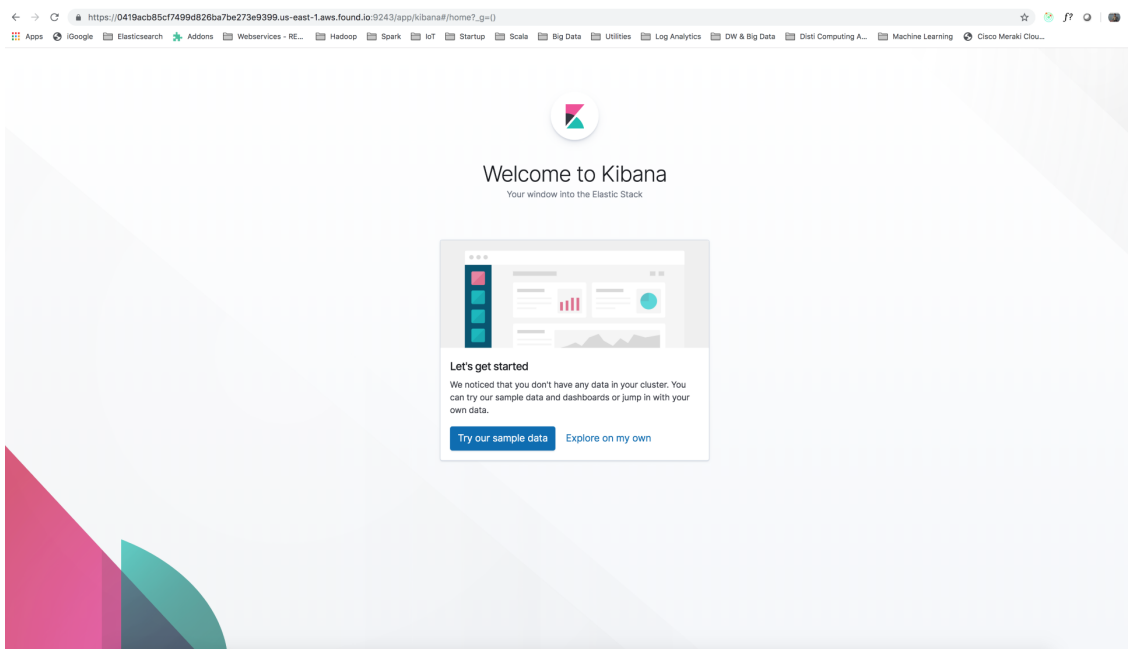 https://0419acb85cf7499d826ba7be273e9399.us-east-1.aws.found.io:9243/app/kibana#/home?_g=()
f?
Apps iGoogle Elasticsearch Addons Webservices - RE... Hadoop Spark IoT Startup Scala Big Data Utilities Log Analytics DW & Big Data Disti Computing A... Machine Learning Cisco Meraki Clou...
Welcome to Kibana
Your window into the Elastic Stack
Let's get started
We noticed that you don't have any data in your cluster. You
can try our sample data and dashboards or jump in with your
own data.
Try our sample data Explore on my own